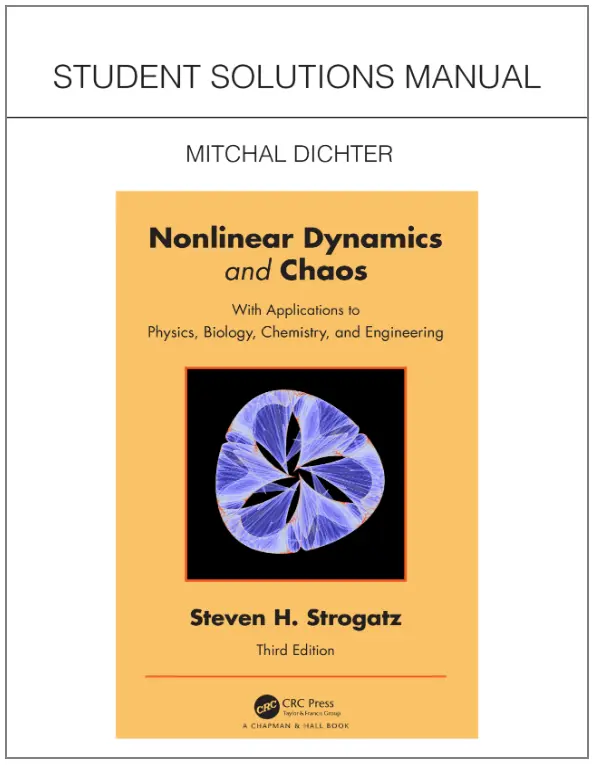 STUDENT SOLUTIONS MANUAL
MITCHAL DICHTER
Nonlinear Dynamics
and Chaos
With Applications to
Physics, Biology, Chemistry, and Engineering
Steven H. Strogatz
Third Edition
CRC CRC Press
Taylor & Francis Group
A CHAPMAN & HALL BOOK